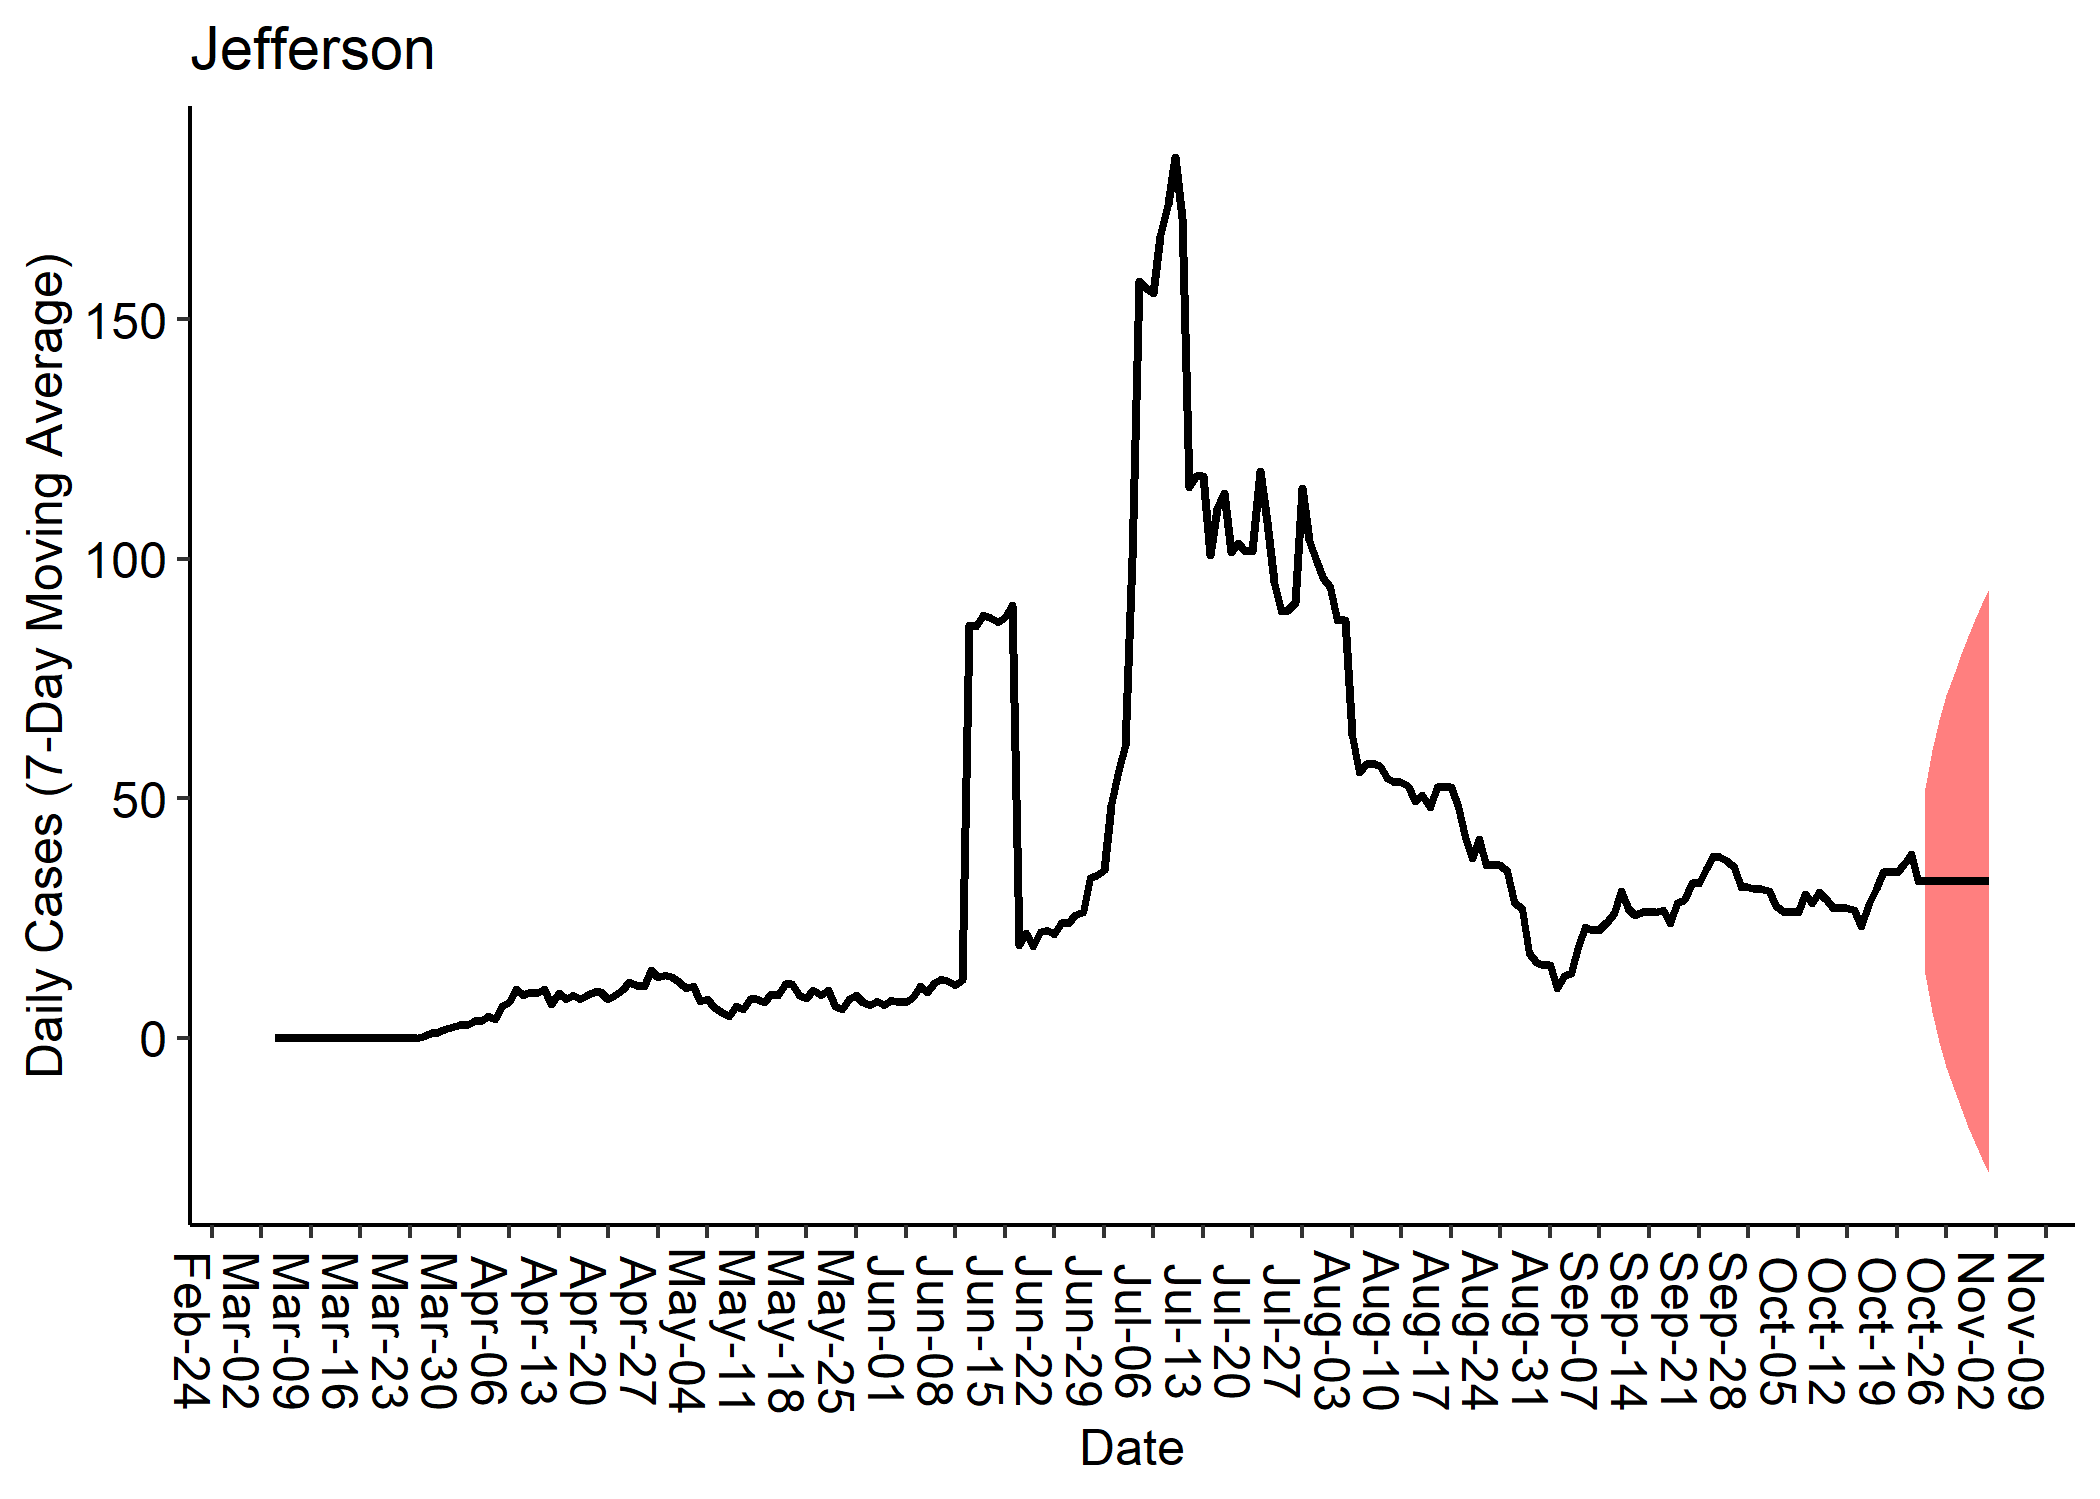 Jefferson
Daily Cases (7-Day Moving Average)
150
100
50
0
Feb-24
Mar-02
Mar-09
Mar-16
Mar-23
Mar-30
Apr-06
Apr-13
Apr-20
Apr-27
May-04
May-11
May-18
May-25
Jun-01
Jun-08
Jun-15
Jun-22
Jun-29
Jul-06
Jul-13
Jul-20
Jul-27
Aug-03
Aug-10
Aug-17
Aug-24
Aug-31
Sep-07
Sep-14
Sep-21
Sep-28
Oct-05
Oct-12
Oct-19
Oct-26
Nov-02
Nov-09
Date